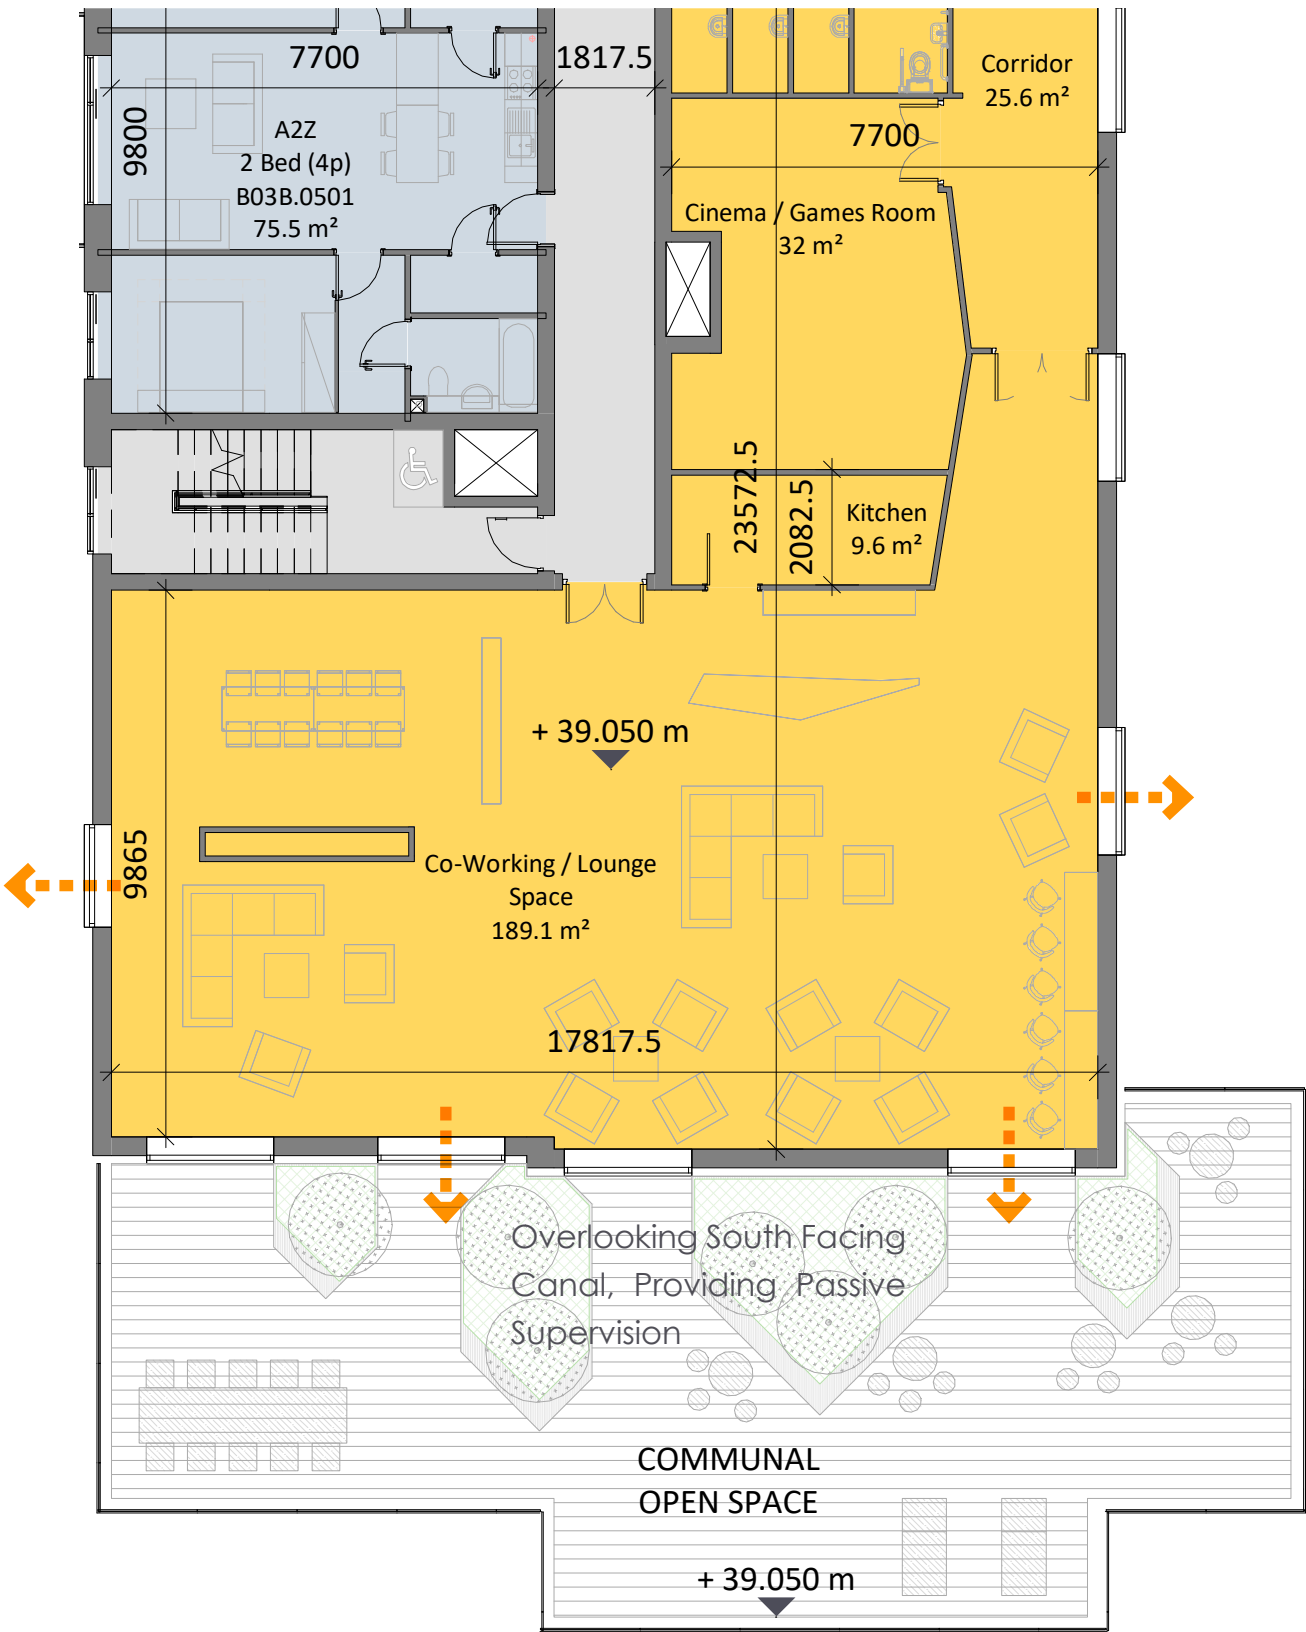 7700
1817.5
Corridor
25.6 m²
9800
A2Z
2 Bed (4p)
B03B.0501
75.5 m²
7700
Cinema / Games Room
32 m²
23572.5
2082.5
Kitchen
9.6 m²
+ 39.050 m
9865
Co-Working / Lounge
Space
189.1 m²
17817.5
Overlooking South Facing
Canal, Providing Passive
Supervision
COMMUNAL
OPEN SPACE
+ 39.050 m